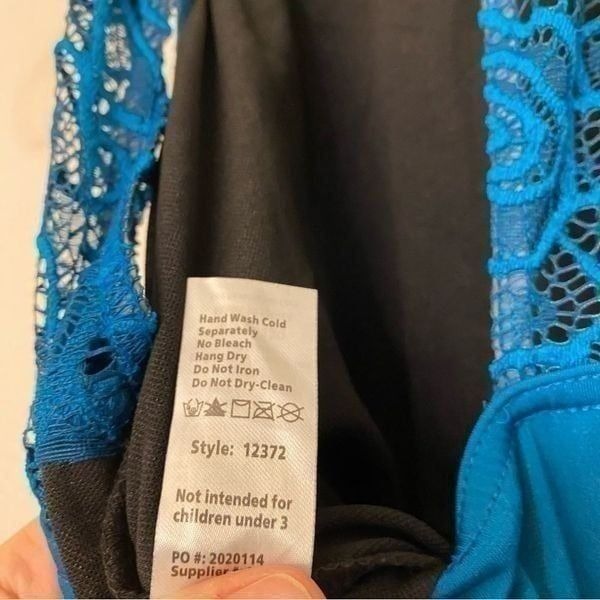 Hand Wash Cold
Separately
No Bleach
Hang Dry
Do Not Iron
Do Not Dry-Clean
Style: 12372
Not intended for
children under 3
PO #: 2020114
Supplier